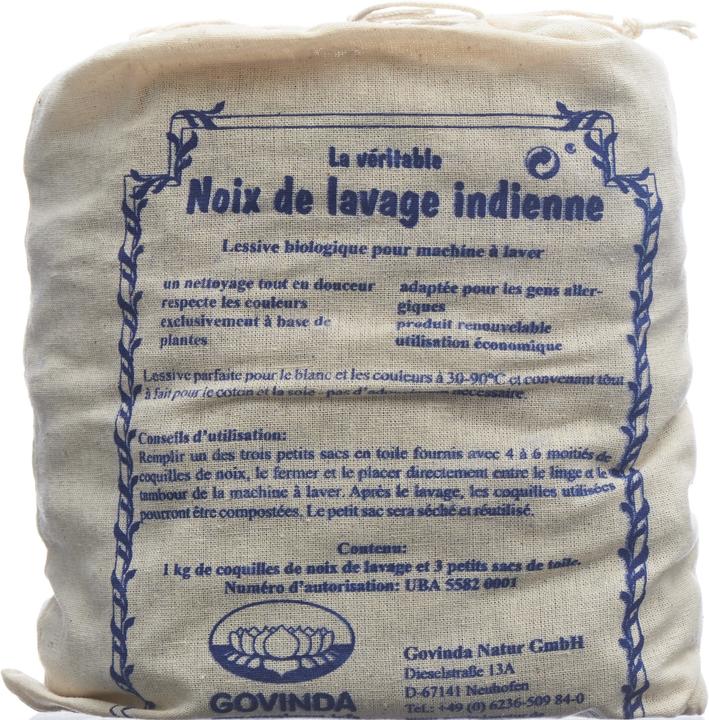 La véritable
®
Noix de lavage indienne
Lessive biologique pour machine à laver
un nettoyage tout en douceur
respecte les couleurs
exclusivement à base de
plantes
adaptée pour les gens aller-
giques
produit renouvelable
utilisation économique
Lessive parfaite pour le blanc et les couleurs à 30-90°C et convenant tout
à fait pour le coton et la soie - pas d'adoucisseur necessaire.
Conseils d'utilisation:
Remplir un des trois petits sacs en toile fournis avec 4 à 6 moitiés de
coquilles de noix, le fermer et le placer directement entre le linge et le
tambour de la machine à laver. Après le lavage, les coquilles utilisées
pourront être compostées. Le petit sac sera séché et réutilisé.
Contenu:
1 kg de coquilles de noix de lavage et 3 petits sacs de toile.
Numéro d'autorisation: UBA 5582 0001
GOVINDA
Govinda Natur GmbH
Dieselstraße 13A
D-67141 Neuhofen
Tel.: +49 (0) 6236-509 84-0